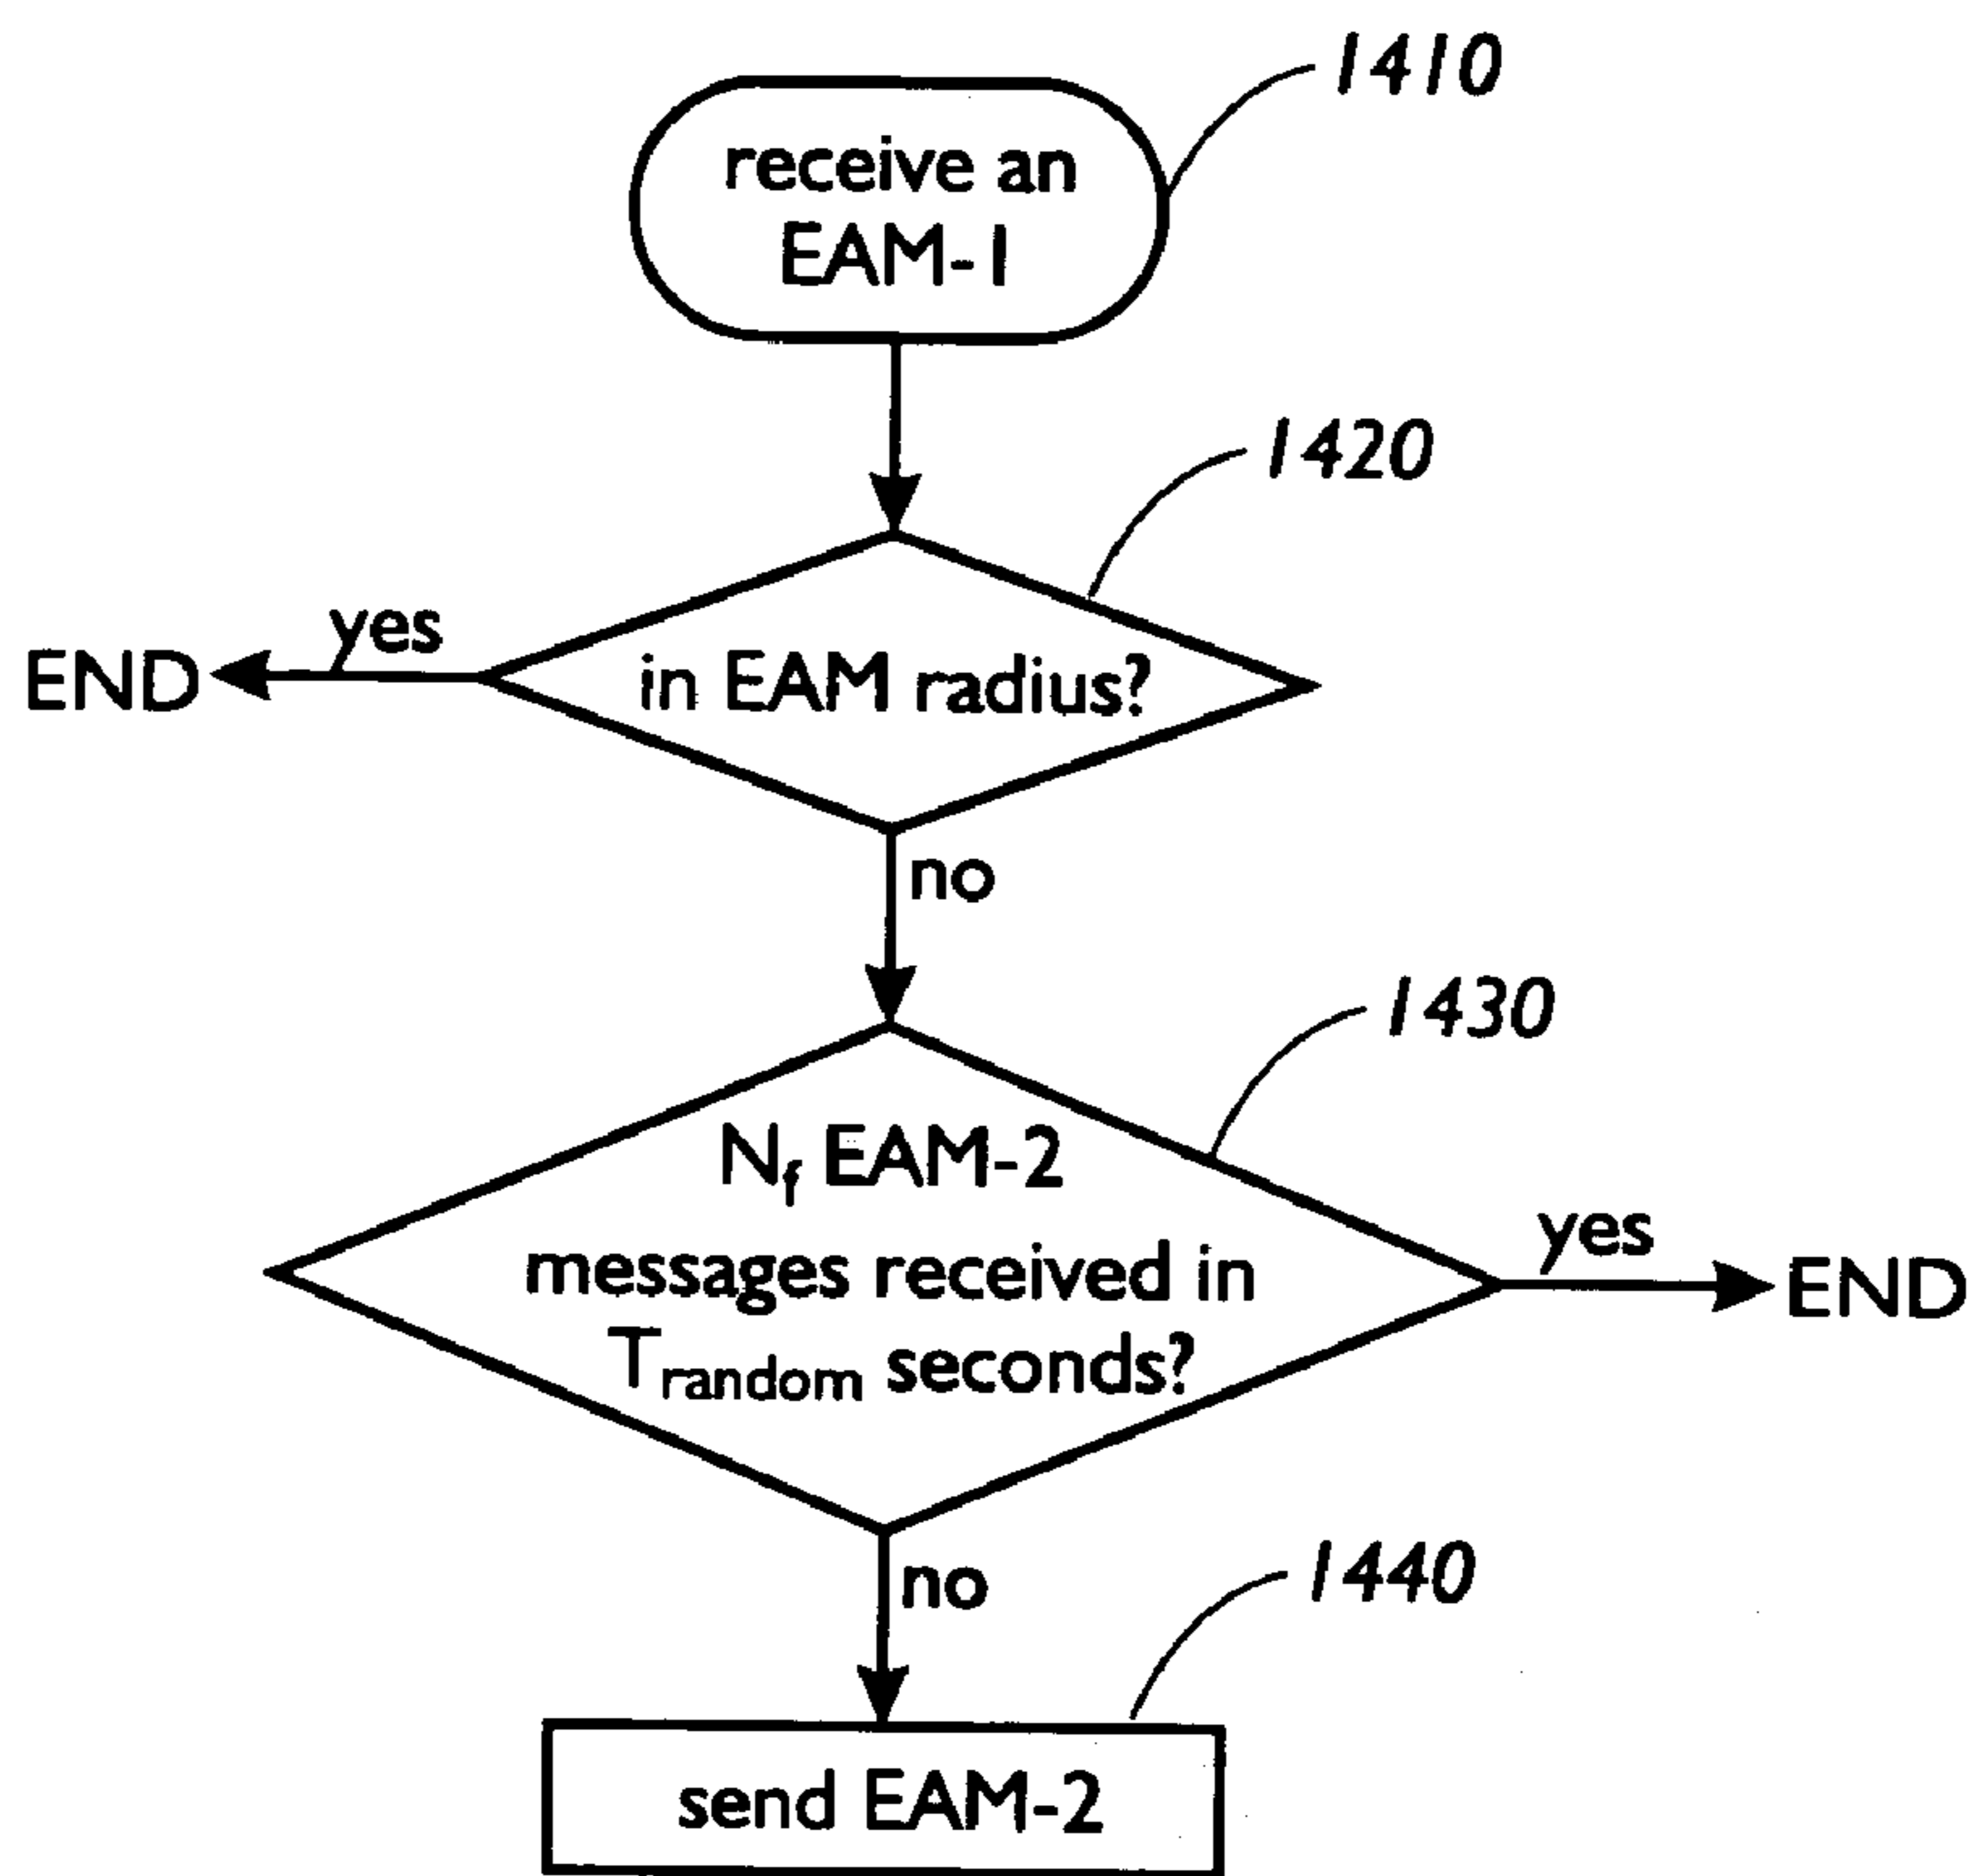 1410
receive an
EAM-1
1420
yes
END
in EAM radius?
no
1430
Nf EAM-2
messages received in
Trandom seconds?
yes
END
no
1440
send EAM-2